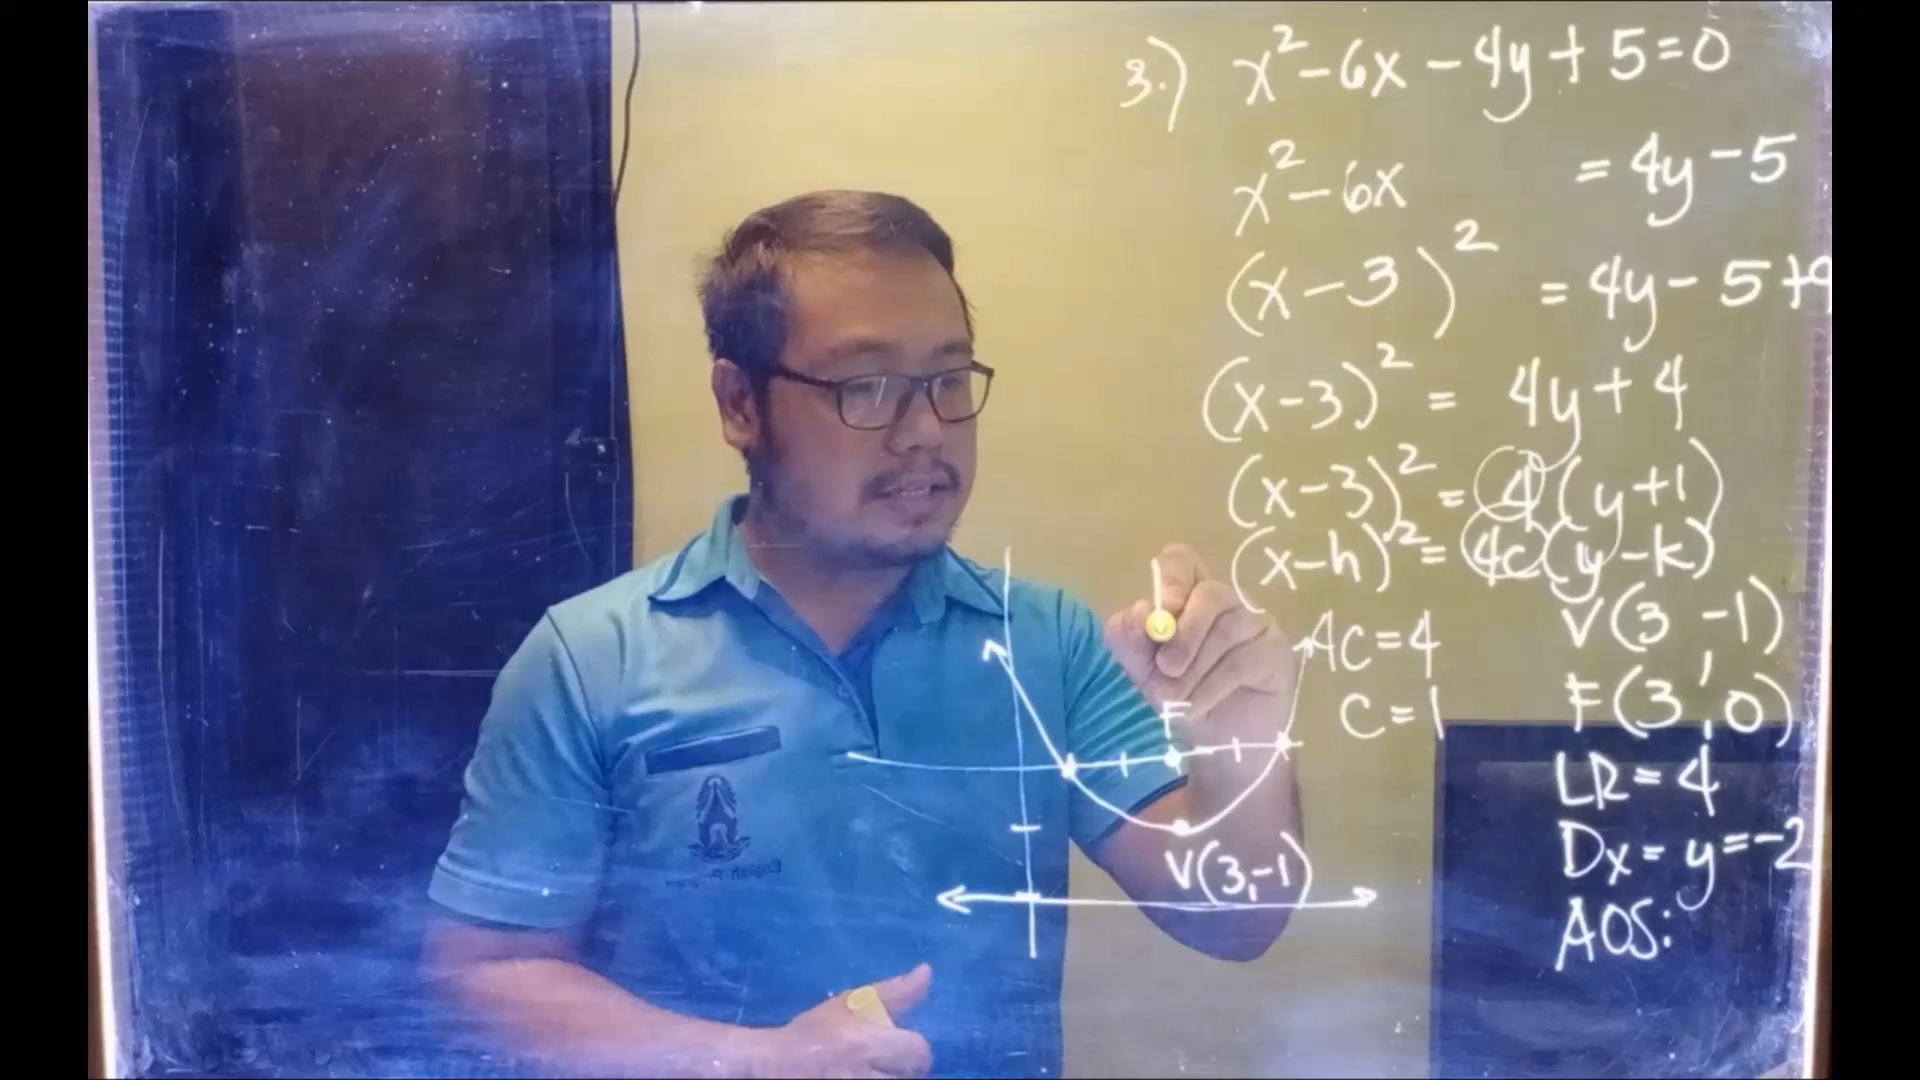 3.) x² - 6x - 4y + 5 = 0
x² - 6x = 4y - 5
(x - 3)² = 4y - 5 + 9
(x - 3)² = 4y + 4
(x - 3)² = 4(y + 1)
(x - h)² = 4c(y - k)
4C = 4
C = 1
V(3, -1)
F(3, 0)
LR = 4
Dx = y = -2
AOS:
F
V(3, -1)